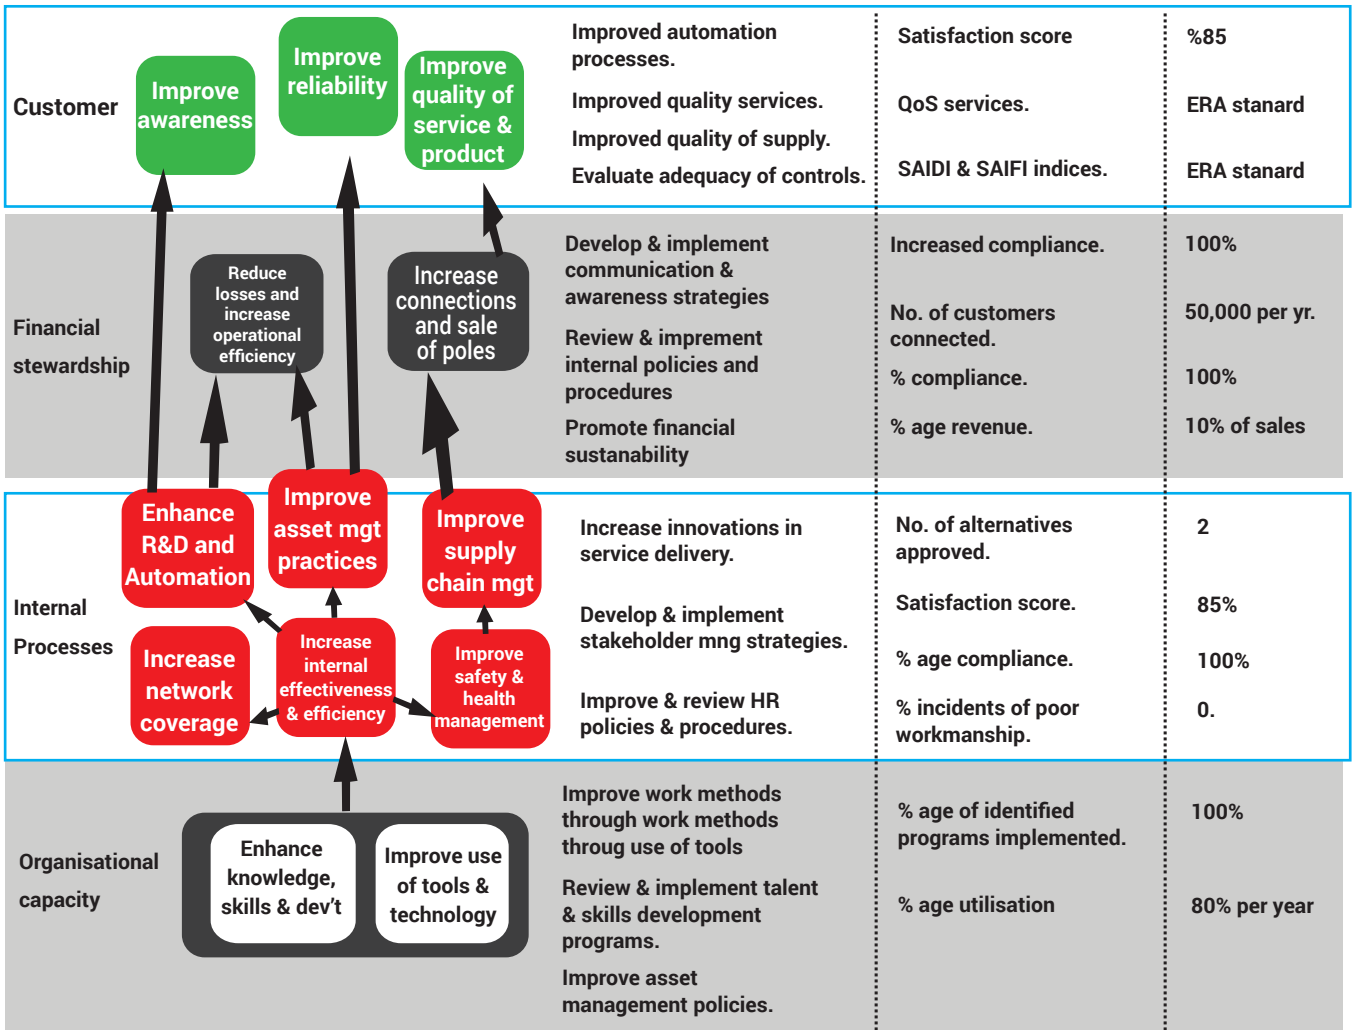 Customer
Improve
awareness
Improve
reliability
Improve
quality of
service &
product
Improved automation
processes.
Improved quality services.
Improved quality of supply.
Evaluate adequacy of controls.
Satisfaction score
QoS services.
SAIDI & SAIFI indices.
%85
ERA stanard
ERA stanard
Financial
stewardship
Reduce
losses and
increase
operational
efficiency
Increase
connections
and sale
of poles
Develop & implement
communication &
awareness strategies
Review & imprement
internal policies and
procedures
Promote financial
sustanability
Increased compliance.
No. of customers
connected.
% compliance.
% age revenue.
100%
50,000 per yr.
100%
10% of sales
Internal
Processes
Enhance
R&D and
Automation
Improve
asset mgt
practices
Improve
supply
chain mgt
Increase
network
coverage
Increase
internal
effectiveness
& efficiency
Improve
safety &
health
management
Increase innovations in
service delivery.
Develop & implement
stakeholder mng strategies.
Improve & review HR
policies & procedures.
No. of alternatives
approved.
Satisfaction score.
% age compliance.
% incidents of poor
workmanship.
2
85%
100%
0.
Organisational
capacity
Enhance
knowledge,
skills & dev't
Improve use
of tools &
technology
Improve work methods
through work methods
throug use of tools
Review & implement talent
& skills development
programs.
Improve asset
management policies.
% age of identified
programs implemented.
% age utilisation
100%
80% per year